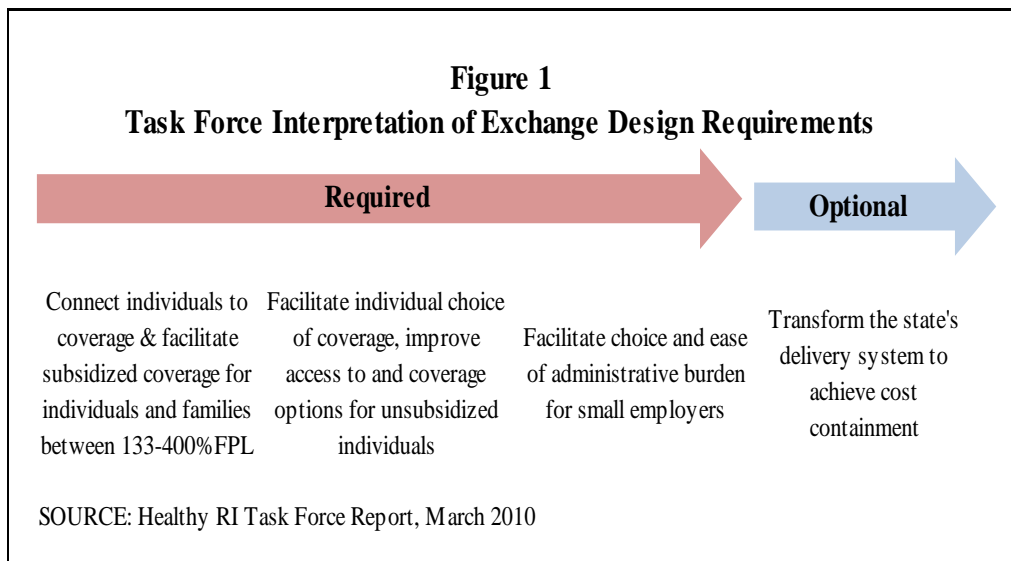 Figure 1
Task Force Interpretation of Exchange Design Requirements
Required
Optional
Connect individuals to
coverage & facilitate
subsidized coverage for
individuals and families
between 133-400%FPL
Facilitate individual choice
of coverage, improve
access to and coverage
options for unsubsidized
individuals
Facilitate choice and ease
of administrative burden
for small employers
Transform the state's
delivery system to
achieve cost
containment
SOURCE: Healthy RI Task Force Report, March 2010